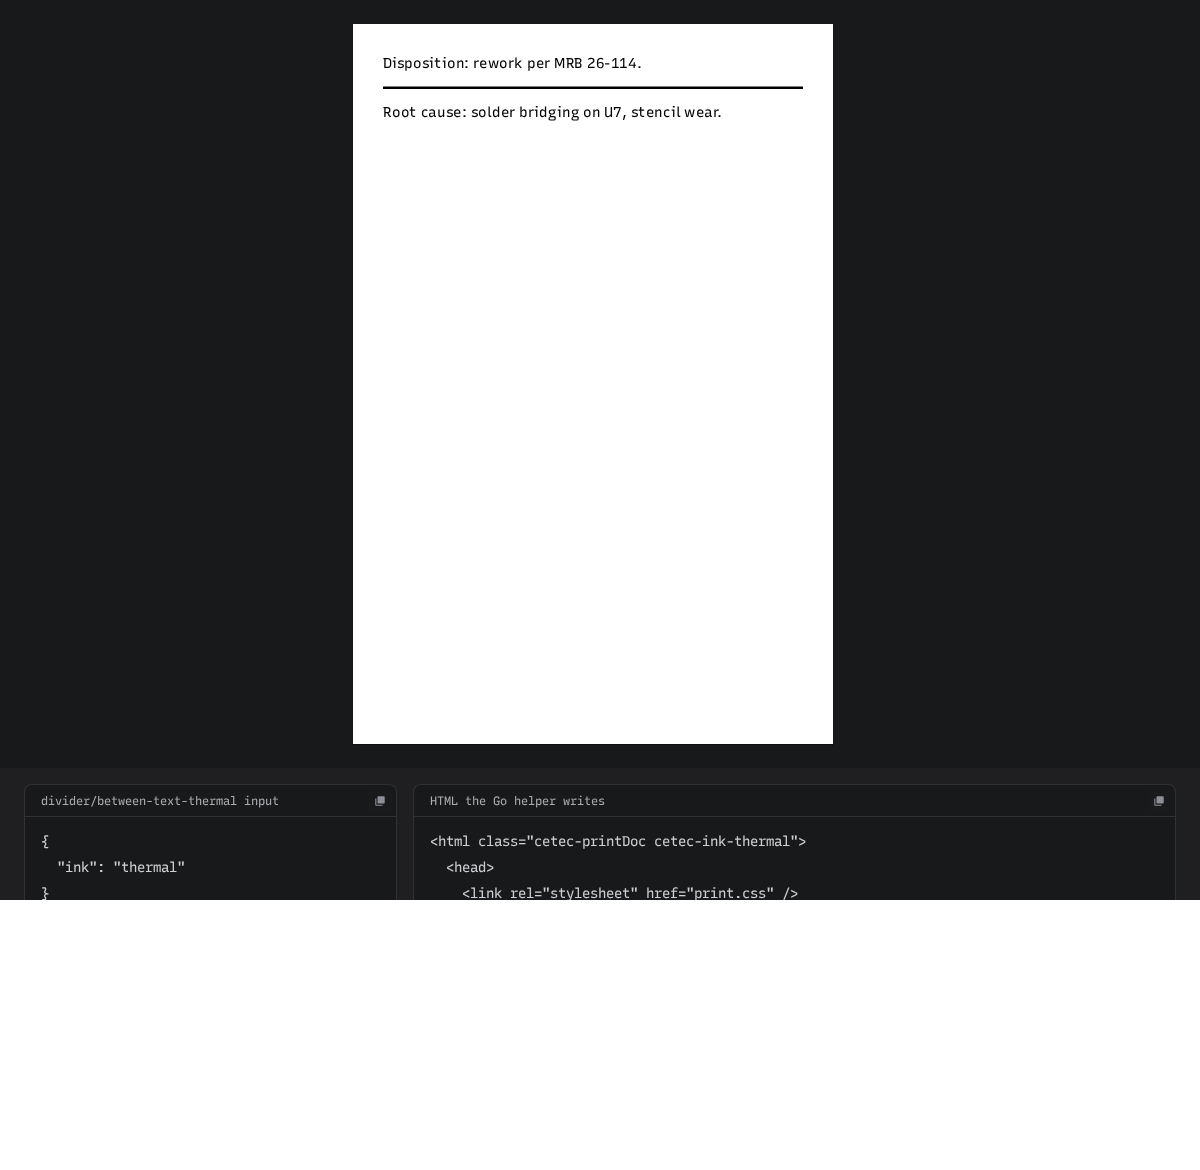 Disposition: rework per MRB 26-114.
Root cause: solder bridging on U7, stencil wear.
divider/between-text-thermal input
{
  "ink": "thermal"
}
HTML the Go helper writes
<html class="cetec-printDoc cetec-ink-thermal">
  <head>
    <link rel="stylesheet" href="print.css" />